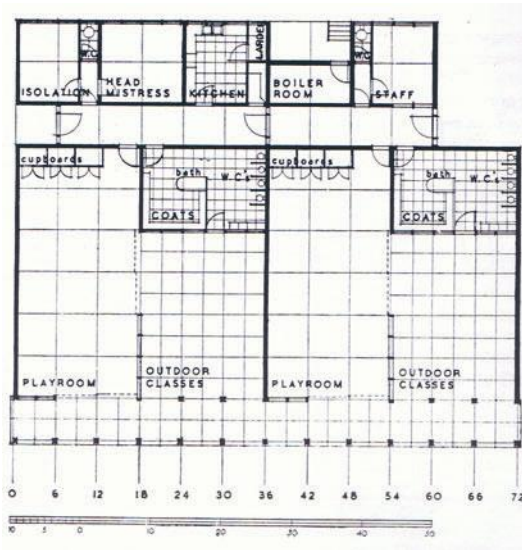 LARDER
W.C
W.C
ISOLATION
HEAD
MISTRESS
KITCHEN
BOILER
ROOM
STAFF
cupboards
bath
W.C.'s
COATS
cupboards
bath
W.C.'s
COATS
PLAYROOM
OUTDOOR
CLASSES
PLAYROOM
OUTDOOR
CLASSES
0 6 12 18 24 30 36 42 48 54 60 66 72
10 5 0 10 20 30 40 50